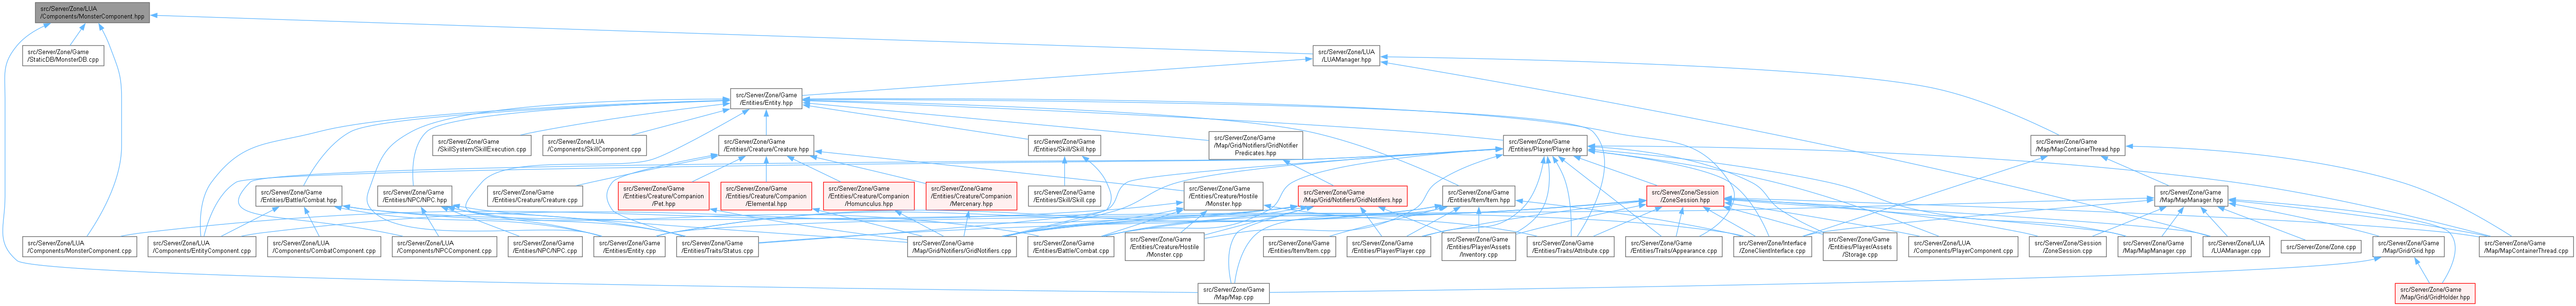 src/Server/Zone/LUA
/Components/MonsterComponent.hpp
src/Server/Zone/Game
/StaticDB/MonsterDB.cpp
src/Server/Zone/LUA
/LUAManager.hpp
src/Server/Zone/Game
/Entities/Entity.hpp
src/Server/Zone/Game
/SkillSystem/SkillExecution.cpp
src/Server/Zone/LUA
/Components/SkillComponent.cpp
src/Server/Zone/Game
/Entities/Creature/Creature.hpp
src/Server/Zone/Game
/Entities/Skill/Skill.hpp
src/Server/Zone/Game
/Map/Grid/Notifiers/GridNotifier
Predicates.hpp
src/Server/Zone/Game
/Entities/Player/Player.hpp
src/Server/Zone/Game
/Map/MapContainerThread.hpp
src/Server/Zone/Game
/Entities/Battle/Combat.hpp
src/Server/Zone/Game
/Entities/NPC/NPC.hpp
src/Server/Zone/Game
/Entities/Creature/Creature.cpp
src/Server/Zone/Game
/Entities/Creature/Companion
/Pet.hpp
src/Server/Zone/Game
/Entities/Creature/Companion
/Elemental.hpp
src/Server/Zone/Game
/Entities/Creature/Companion
/Homunculus.hpp
src/Server/Zone/Game
/Entities/Creature/Companion
/Mercenary.hpp
src/Server/Zone/Game
/Entities/Skill/Skill.cpp
src/Server/Zone/Game
/Entities/Creature/Hostile
/Monster.hpp
src/Server/Zone/Game
/Map/Grid/Notifiers/GridNotifiers.hpp
src/Server/Zone/Game
/Entities/Item/Item.hpp
src/Server/Zone/Session
/ZoneSession.hpp
src/Server/Zone/Game
/Map/MapManager.hpp
src/Server/Zone/LUA
/Components/MonsterComponent.cpp
src/Server/Zone/LUA
/Components/EntityComponent.cpp
src/Server/Zone/LUA
/Components/CombatComponent.cpp
src/Server/Zone/LUA
/Components/NPCComponent.cpp
src/Server/Zone/Game
/Entities/NPC/NPC.cpp
src/Server/Zone/Game
/Entities/Entity.cpp
src/Server/Zone/Game
/Entities/Traits/Status.cpp
src/Server/Zone/Game
/Map/Grid/Notifiers/GridNotifiers.cpp
src/Server/Zone/Game
/Entities/Battle/Combat.cpp
src/Server/Zone/Game
/Entities/Creature/Hostile
/Monster.cpp
src/Server/Zone/Game
/Entities/Item/Item.cpp
src/Server/Zone/Game
/Entities/Player/Player.cpp
src/Server/Zone/Game
/Entities/Player/Assets
/Inventory.cpp
src/Server/Zone/Game
/Entities/Traits/Attribute.cpp
src/Server/Zone/Game
/Entities/Traits/Appearance.cpp
src/Server/Zone/Interface
/ZoneClientInterface.cpp
src/Server/Zone/Game
/Entities/Player/Assets
/Storage.cpp
src/Server/Zone/LUA
/Components/PlayerComponent.cpp
src/Server/Zone/Session
/ZoneSession.cpp
src/Server/Zone/Game
/Map/MapManager.cpp
src/Server/Zone/LUA
/LUAManager.cpp
src/Server/Zone/Zone.cpp
src/Server/Zone/Game
/Map/Grid/Grid.hpp
src/Server/Zone/Game
/Map/MapContainerThread.cpp
src/Server/Zone/Game
/Map/Map.cpp
src/Server/Zone/Game
/Map/Grid/GridHolder.hpp